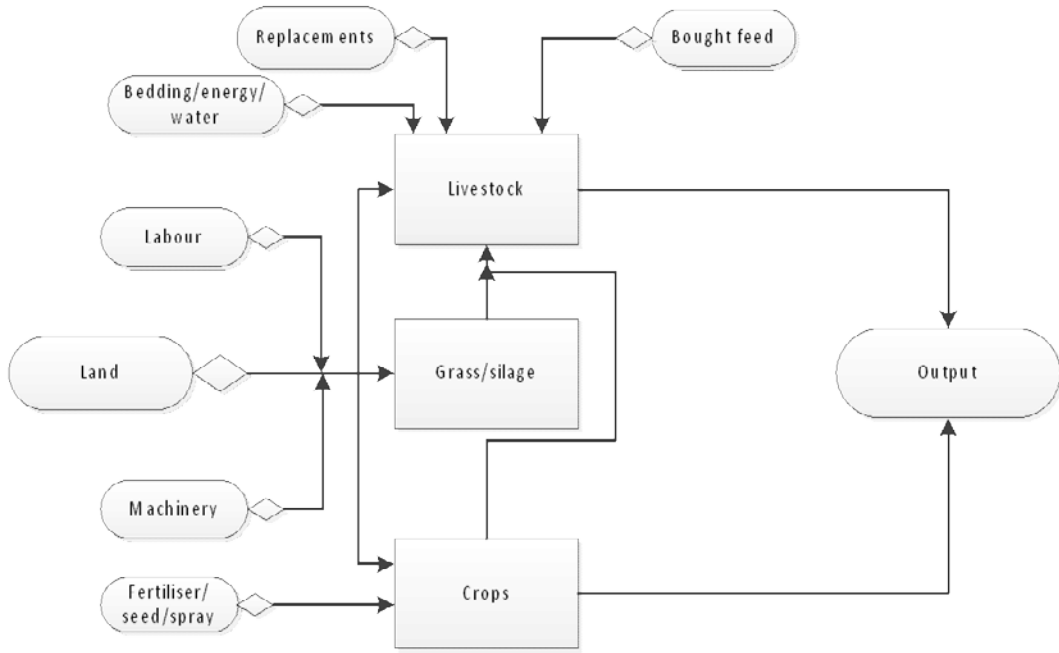 Replacements
Bought feed
Bedding/energy/
water
Livestock
Labour
Land
Grass/silage
Output
Machinery
Fertiliser/
seed/spray
Crops